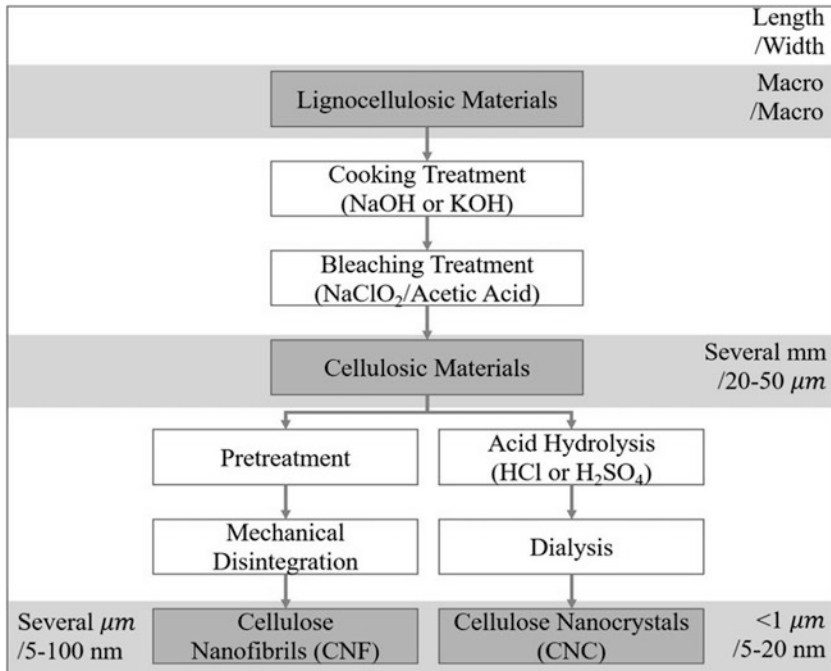 Length
/Width
Lignocellulosic Materials
Macro
/Macro
Cooking Treatment
(NaOH or KOH)
Bleaching Treatment
(NaClO₂/Acetic Acid)
Cellulosic Materials
Several mm
/20-50 μm
Pretreatment
Acid Hydrolysis
(HCl or H₂SO₄)
Mechanical
Disintegration
Dialysis
Several μm
/5-100 nm
Cellulose
Nanofibrils (CNF)
Cellulose Nanocrystals
(CNC)
<1 μm
/5-20 nm